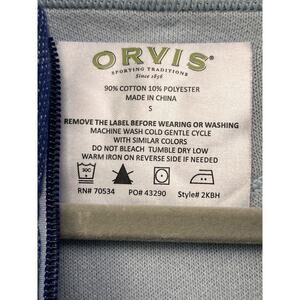 ORVIS
SPORTING TRADITIONS
Since 1856
90% COTTON 10% POLYESTER
MADE IN CHINA
S
REMOVE THE LABEL BEFORE WEARING OR WASHING
MACHINE WASH COLD GENTLE CYCLE
WITH SIMILAR COLORS
DO NOT BLEACH TUMBLE DRY LOW
WARM IRON ON REVERSE SIDE IF NEEDED
30C
RN# 70534 PO# 43290 Style# 2KBH